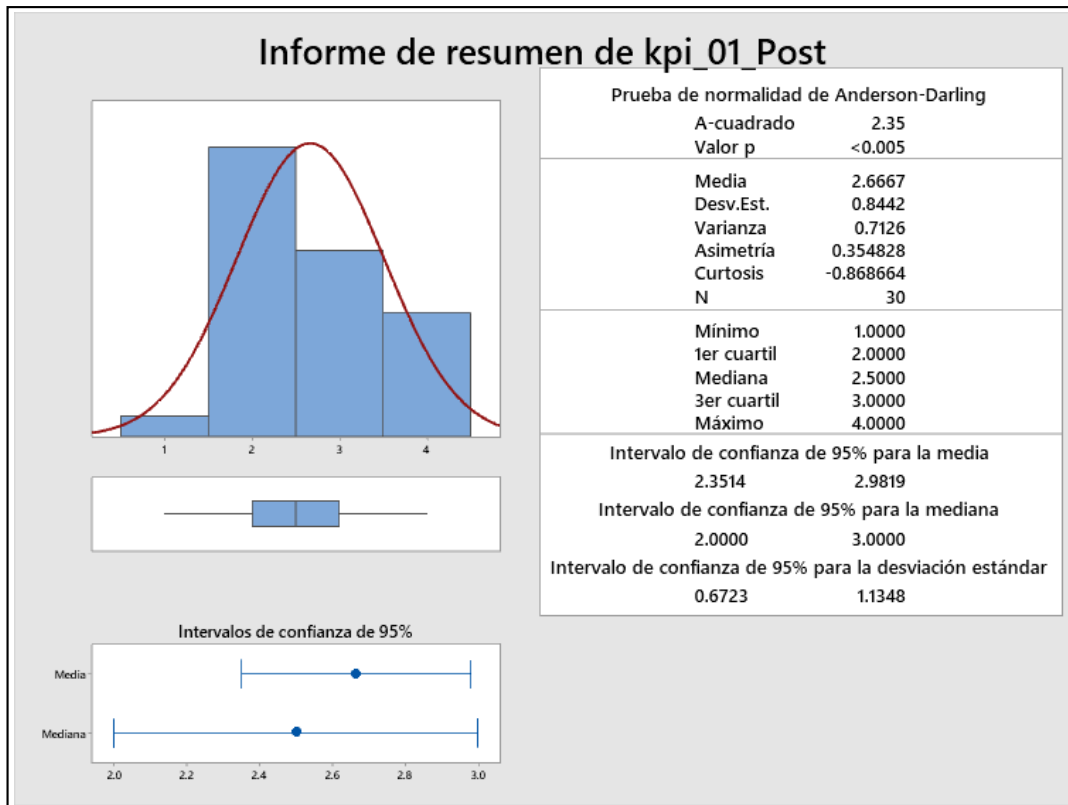 Informe de resumen de kpi_01_Post
1 2 3 4
Intervalos de confianza de 95%
Media
Mediana
2.0 2.2 2.4 2.6 2.8 3.0
Prueba de normalidad de Anderson-Darling
A-cuadrado 2.35
Valor p <0.005
Media 2.6667
Desv.Est. 0.8442
Varianza 0.7126
Asimetría 0.354828
Curtosis -0.868664
N 30
Mínimo 1.0000
1er cuartil 2.0000
Mediana 2.5000
3er cuartil 3.0000
Máximo 4.0000
Intervalo de confianza de 95% para la media
2.3514 2.9819
Intervalo de confianza de 95% para la mediana
2.0000 3.0000
Intervalo de confianza de 95% para la desviación estándar
0.6723 1.1348